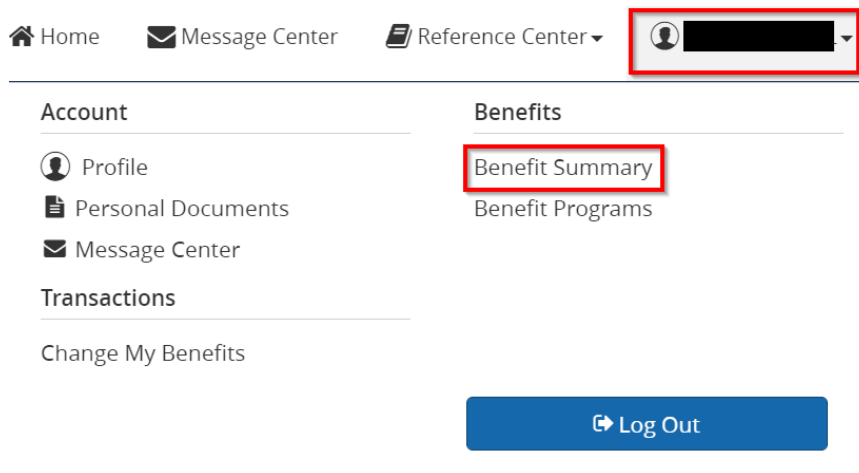 Home Message Center Reference Center
Account
Profile
Personal Documents
Message Center
Transactions
Change My Benefits
Benefits
Benefit Summary
Benefit Programs
Log Out